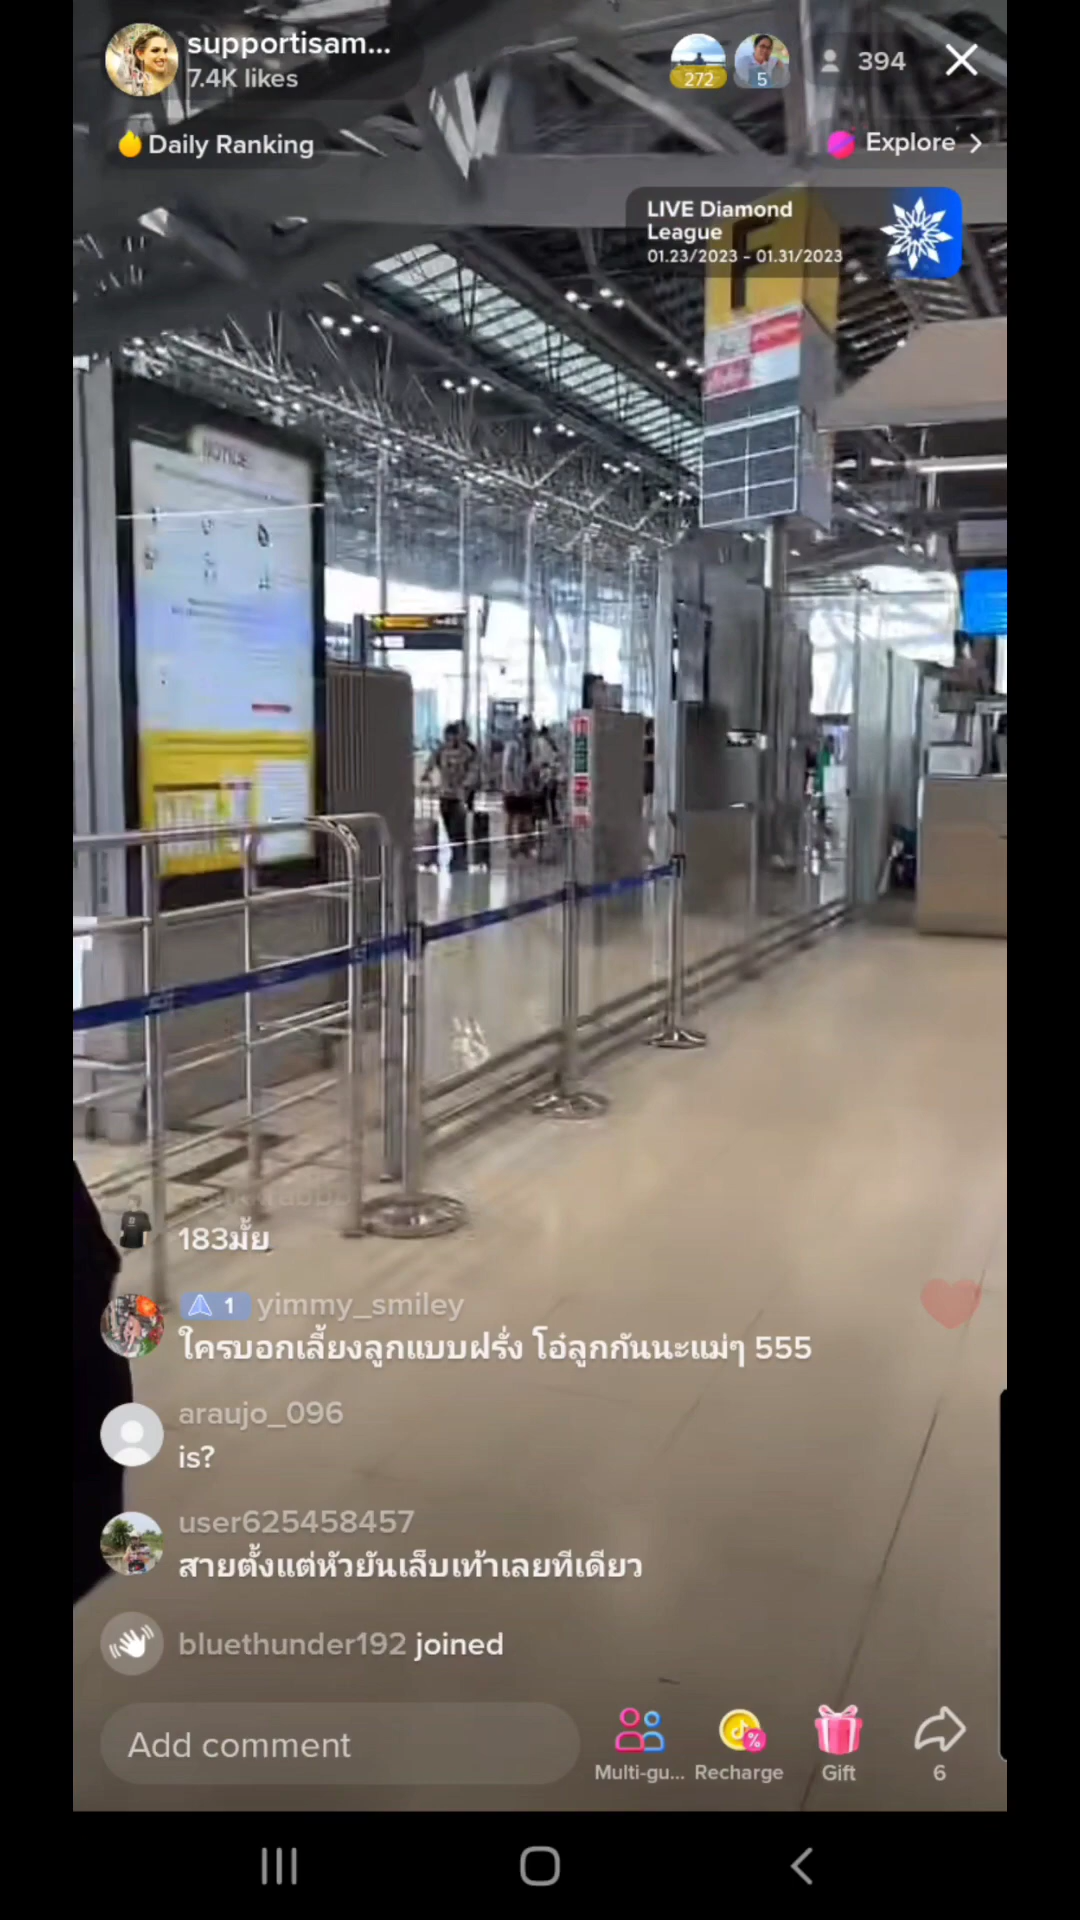 supportisam...
7.4K likes
272
5
394
Daily Ranking
Explore
LIVE Diamond
League
01.23/2023 - 01.31/2023
F
NOTICE
183มั้ย
1 yimmy_smiley
ใครบอกเลี้ยงลูกแบบฝรั่ง โอ๋ลูกกันนะแม่ๆ 555
araujo_096
is?
user625458457
สายตั้งแต่หัวยันเล็บเท้าเลยทีเดียว
bluethunder192 joined
Add comment
Multi-gu...
Recharge
Gift
6